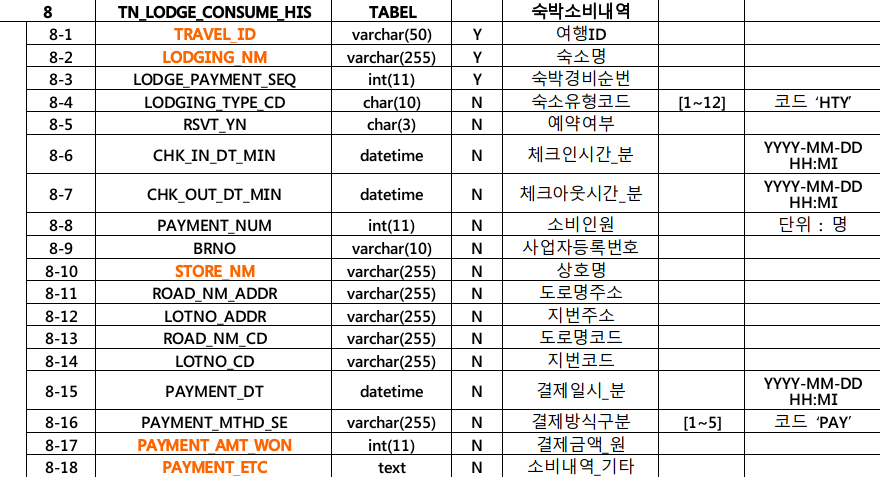 8 TN_LODGE_CONSUME_HIS TABEL 숙박소비내역
8-1 TRAVEL_ID varchar(50) Y 여행ID
8-2 LODGING_NM varchar(255) Y 숙소명
8-3 LODGE_PAYMENT_SEQ int(11) Y 숙박경비순번
8-4 LODGING_TYPE_CD char(10) N 숙소유형코드 [1~12] 코드 ‘HTY’
8-5 RSVT_YN char(3) N 예약여부
8-6 CHK_IN_DT_MIN datetime N 체크인시간_분 YYYY-MM-DD
HH:MI
8-7 CHK_OUT_DT_MIN datetime N 체크아웃시간_분 YYYY-MM-DD
HH:MI
8-8 PAYMENT_NUM int(11) N 소비인원 단위 : 명
8-9 BRNO varchar(10) N 사업자등록번호
8-10 STORE_NM varchar(255) N 상호명
8-11 ROAD_NM_ADDR varchar(255) N 도로명주소
8-12 LOTNO_ADDR varchar(255) N 지번주소
8-13 ROAD_NM_CD varchar(255) N 도로명코드
8-14 LOTNO_CD varchar(255) N 지번코드
8-15 PAYMENT_DT datetime N 결제일시_분 YYYY-MM-DD
HH:MI
8-16 PAYMENT_MTHD_SE varchar(255) N 결제방식구분 [1~5] 코드 ‘PAY’
8-17 PAYMENT_AMT_WON int(11) N 결제금액_원
8-18 PAYMENT_ETC text N 소비내역_기타